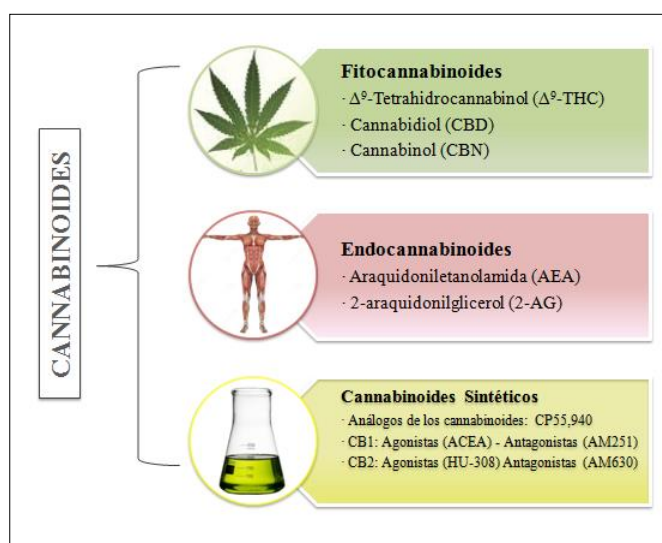 CANNABINOIDES
Fitocannabinoides
· Δ⁹-Tetrahidrocannabinol (Δ⁹-THC)
· Cannabidiol (CBD)
· Cannabinol (CBN)
Endocannabinoides
· Araquidoniletanolamida (AEA)
· 2-araquidonilglicerol (2-AG)
Cannabinoides Sintéticos
· Análogos de los cannabinoides: CP55,940
· CB1: Agonistas (ACEA) - Antagonistas (AM251)
· CB2: Agonistas (HU-308) Antagonistas (AM630)